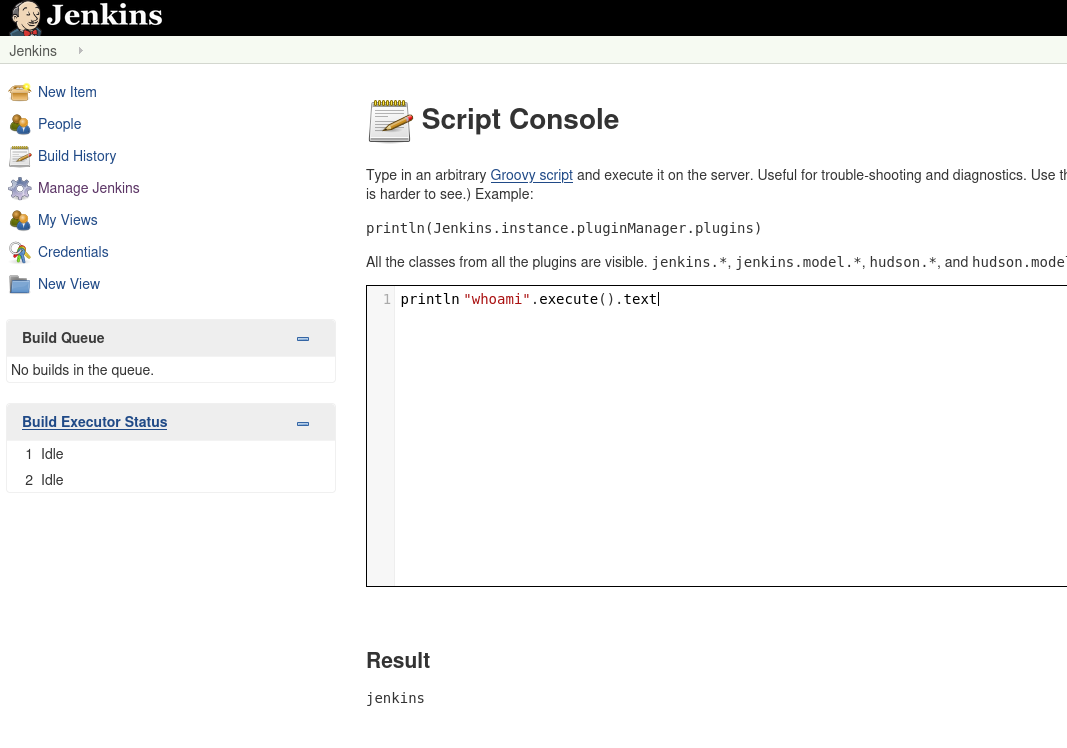 Jenkins
Jenkins
New Item
People
Build History
Manage Jenkins
My Views
Credentials
New View
Build Queue
No builds in the queue.
Build Executor Status
1 Idle
2 Idle
Script Console
Type in an arbitrary Groovy script and execute it on the server. Useful for trouble-shooting and diagnostics. Use
is harder to see.) Example:
println(Jenkins.instance.pluginManager.plugins)
All the classes from all the plugins are visible. jenkins.*, jenkins.model.*, hudson.*, and hudson.model
1 println "whoami".execute().text
Result
jenkins